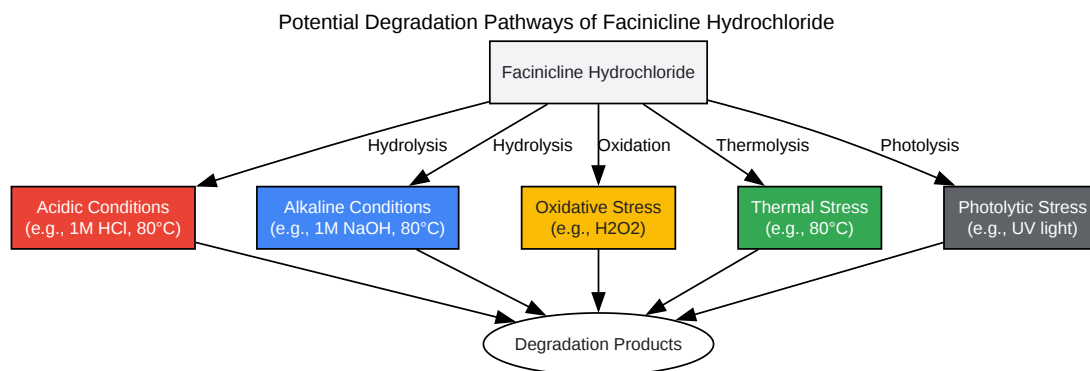 Potential Degradation Pathways of Facinicline Hydrochloride
Facinicline Hydrochloride
Hydrolysis
Hydrolysis
Oxidation
Thermolysis
Photolysis
Acidic Conditions
(e.g., 1M HCl, 80°C)
Alkaline Conditions
(e.g., 1M NaOH, 80°C)
Oxidative Stress
(e.g., H2O2)
Thermal Stress
(e.g., 80°C)
Photolytic Stress
(e.g., UV light)
Degradation Products